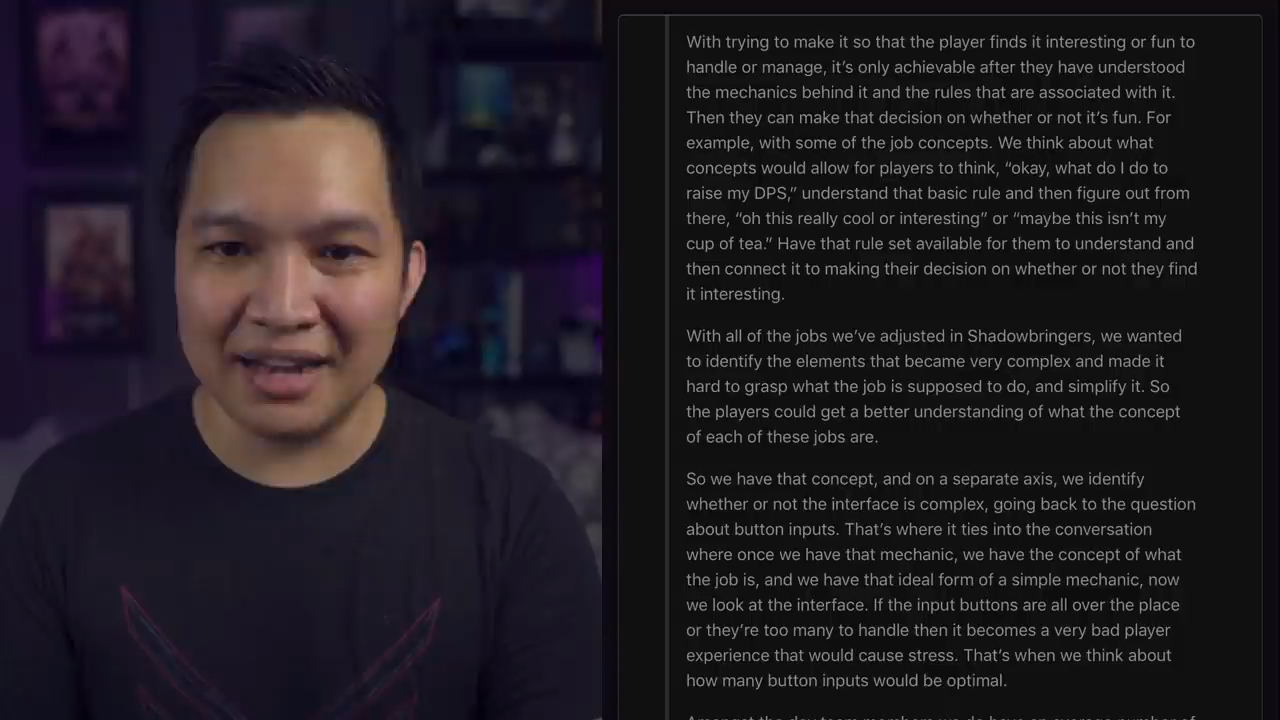 With trying to make it so that the player finds it interesting or fun to
handle or manage, it's only achievable after they have understood
the mechanics behind it and the rules that are associated with it.
Then they can make that decision on whether or not it's fun. For
example, with some of the job concepts. We think about what
concepts would allow for players to think, “okay, what do I do to
raise my DPS,” understand that basic rule and then figure out from
there, “oh this really cool or interesting” or “maybe this isn't my
cup of tea.” Have that rule set available for them to understand and
then connect it to making their decision on whether or not they find
it interesting.
With all of the jobs we've adjusted in Shadowbringers, we wanted
to identify the elements that became very complex and made it
hard to grasp what the job is supposed to do, and simplify it. So
the players could get a better understanding of what the concept
of each of these jobs are.
So we have that concept, and on a separate axis, we identify
whether or not the interface is complex, going back to the question
about button inputs. That's where it ties into the conversation
where once we have that mechanic, we have the concept of what
the job is, and we have that ideal form of a simple mechanic, now
we look at the interface. If the input buttons are all over the place
or they're too many to handle then it becomes a very bad player
experience that would cause stress. That's when we think about
how many button inputs would be optimal.
Amongst the dev team members we do have an average number of